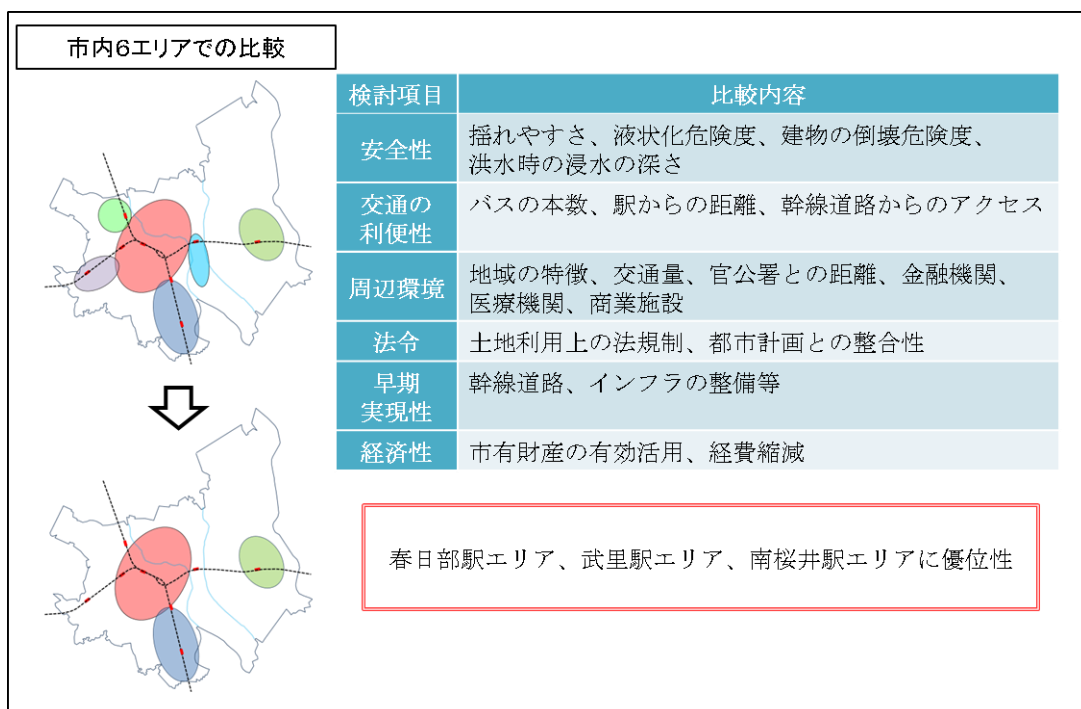 市内6エリアでの比較
検討項目 比較内容
安全性 揺れやすさ、液状化危険度、建物の倒壊危険度、
洪水時の浸水の深さ
交通の
利便性
バスの本数、駅からの距離、幹線道路からのアクセス
周辺環境 地域の特徴、交通量、官公署との距離、金融機関、
医療機関、商業施設
法令 土地利用上の法規制、都市計画との整合性
早期
実現性
幹線道路、インフラの整備等
経済性 市有財産の有効活用、経費縮減
春日部駅エリア、武里駅エリア、南桜井駅エリアに優位性